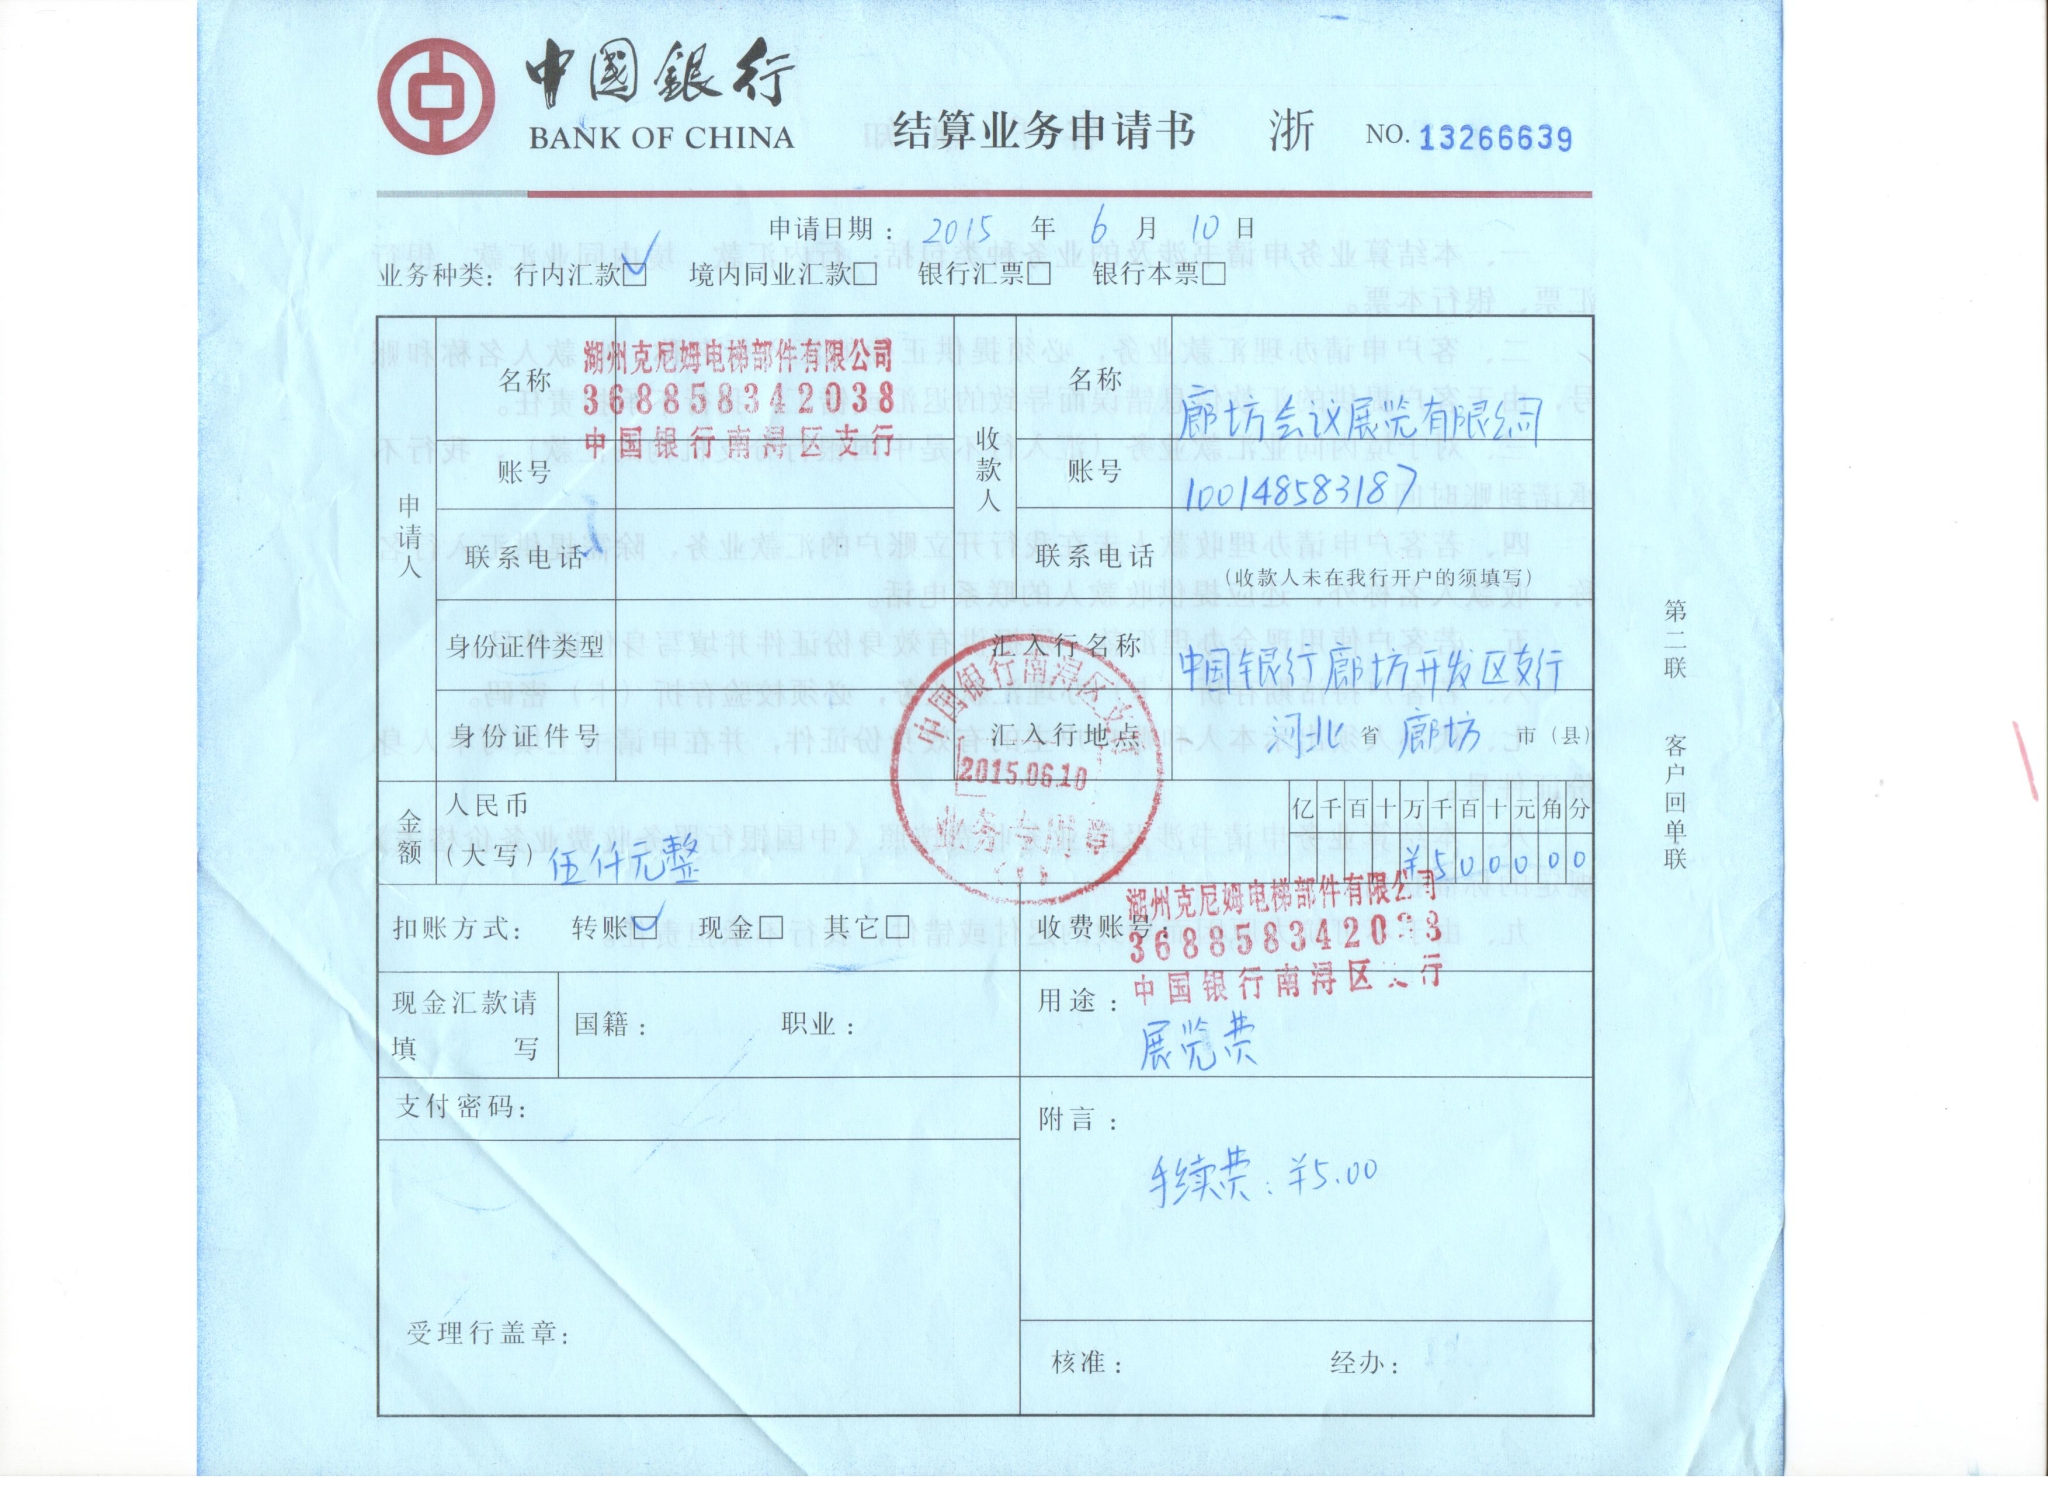 中国銀行
BANK OF CHINA
结算业务申请书 浙 NO. 13266639
申请日期：2015 年 6 月 10 日
业务种类：行内汇款☑ 境内同业汇款□ 银行汇票□ 银行本票□
申请人
名称
湖州克尼姆电梯部件有限公司
368858342038
中国银行南浔区支行
账号
联系电话
身份证件类型
身份证件号
收款人
名称
廊坊会议展览有限公司
账号
100148583187
联系电话
（收款人未在我行开户的须填写）
汇入行名称
中国银行廊坊开发区支行
汇入行地点
河北 省 廊坊 市（县）
中国银行南浔区支行
2015.06.10
业务专用章
金额
人民币
（大写）伍仟元整
亿千百十万千百十元角分
¥500000
扣账方式： 转账☑ 现金□ 其它□
收费账号：
湖州克尼姆电梯部件有限公司
368858342038
中国银行南浔区支行
现金汇款请
填 写
国籍： 职业：
用途：
展览费
支付密码：
附言：
手续费：¥5.00
受理行盖章：
核准： 经办：
第二联 客户回单联